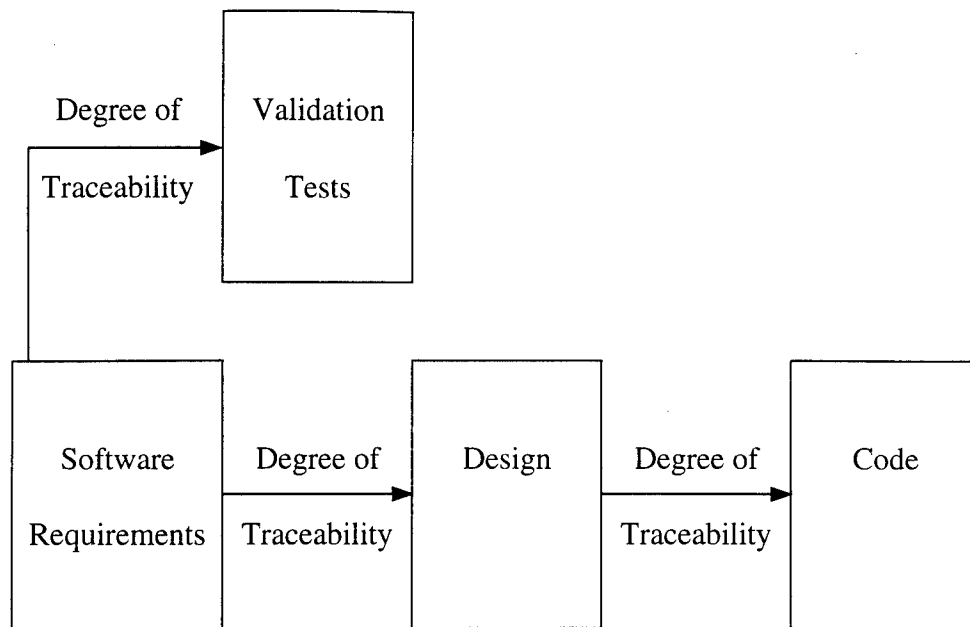 Degree of
Traceability
Validation
Tests
Software
Requirements
Degree of
Traceability
Design
Degree of
Traceability
Code